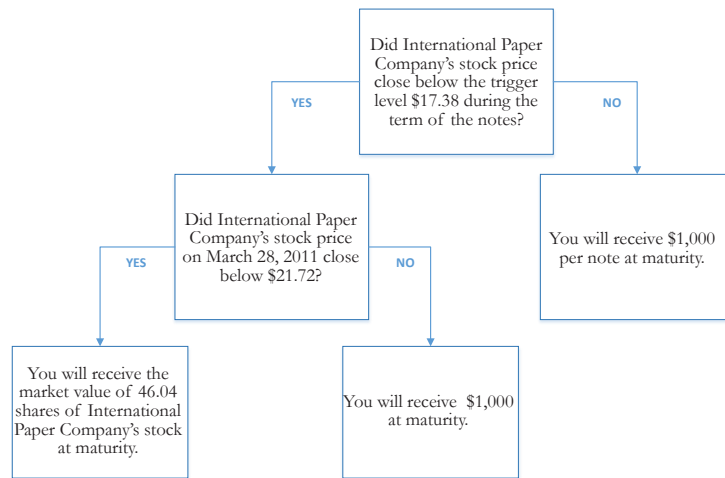 Did International Paper
Company's stock price
close below the trigger
level $17.38 during the
term of the notes?
YES
NO
Did International Paper
Company's stock price
on March 28, 2011 close
below $21.72?
You will receive $1,000
per note at maturity.
YES
NO
You will receive the
market value of 46.04
shares of International
Paper Company's stock
at maturity.
You will receive $1,000
at maturity.